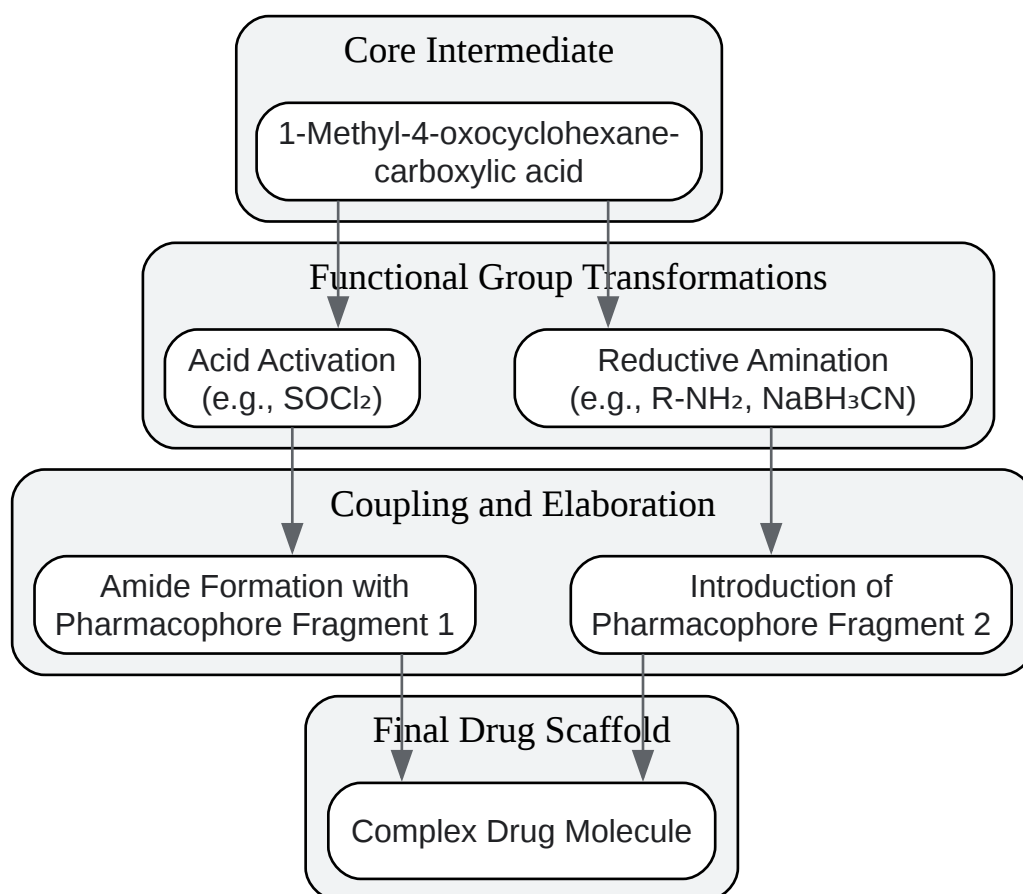 Core Intermediate
1-Methyl-4-oxocyclohexane-
carboxylic acid
Functional Group Transformations
Acid Activation
(e.g., SOCl₂)
Reductive Amination
(e.g., R-NH₂, NaBH₃CN)
Coupling and Elaboration
Amide Formation with
Pharmacophore Fragment 1
Introduction of
Pharmacophore Fragment 2
Final Drug Scaffold
Complex Drug Molecule